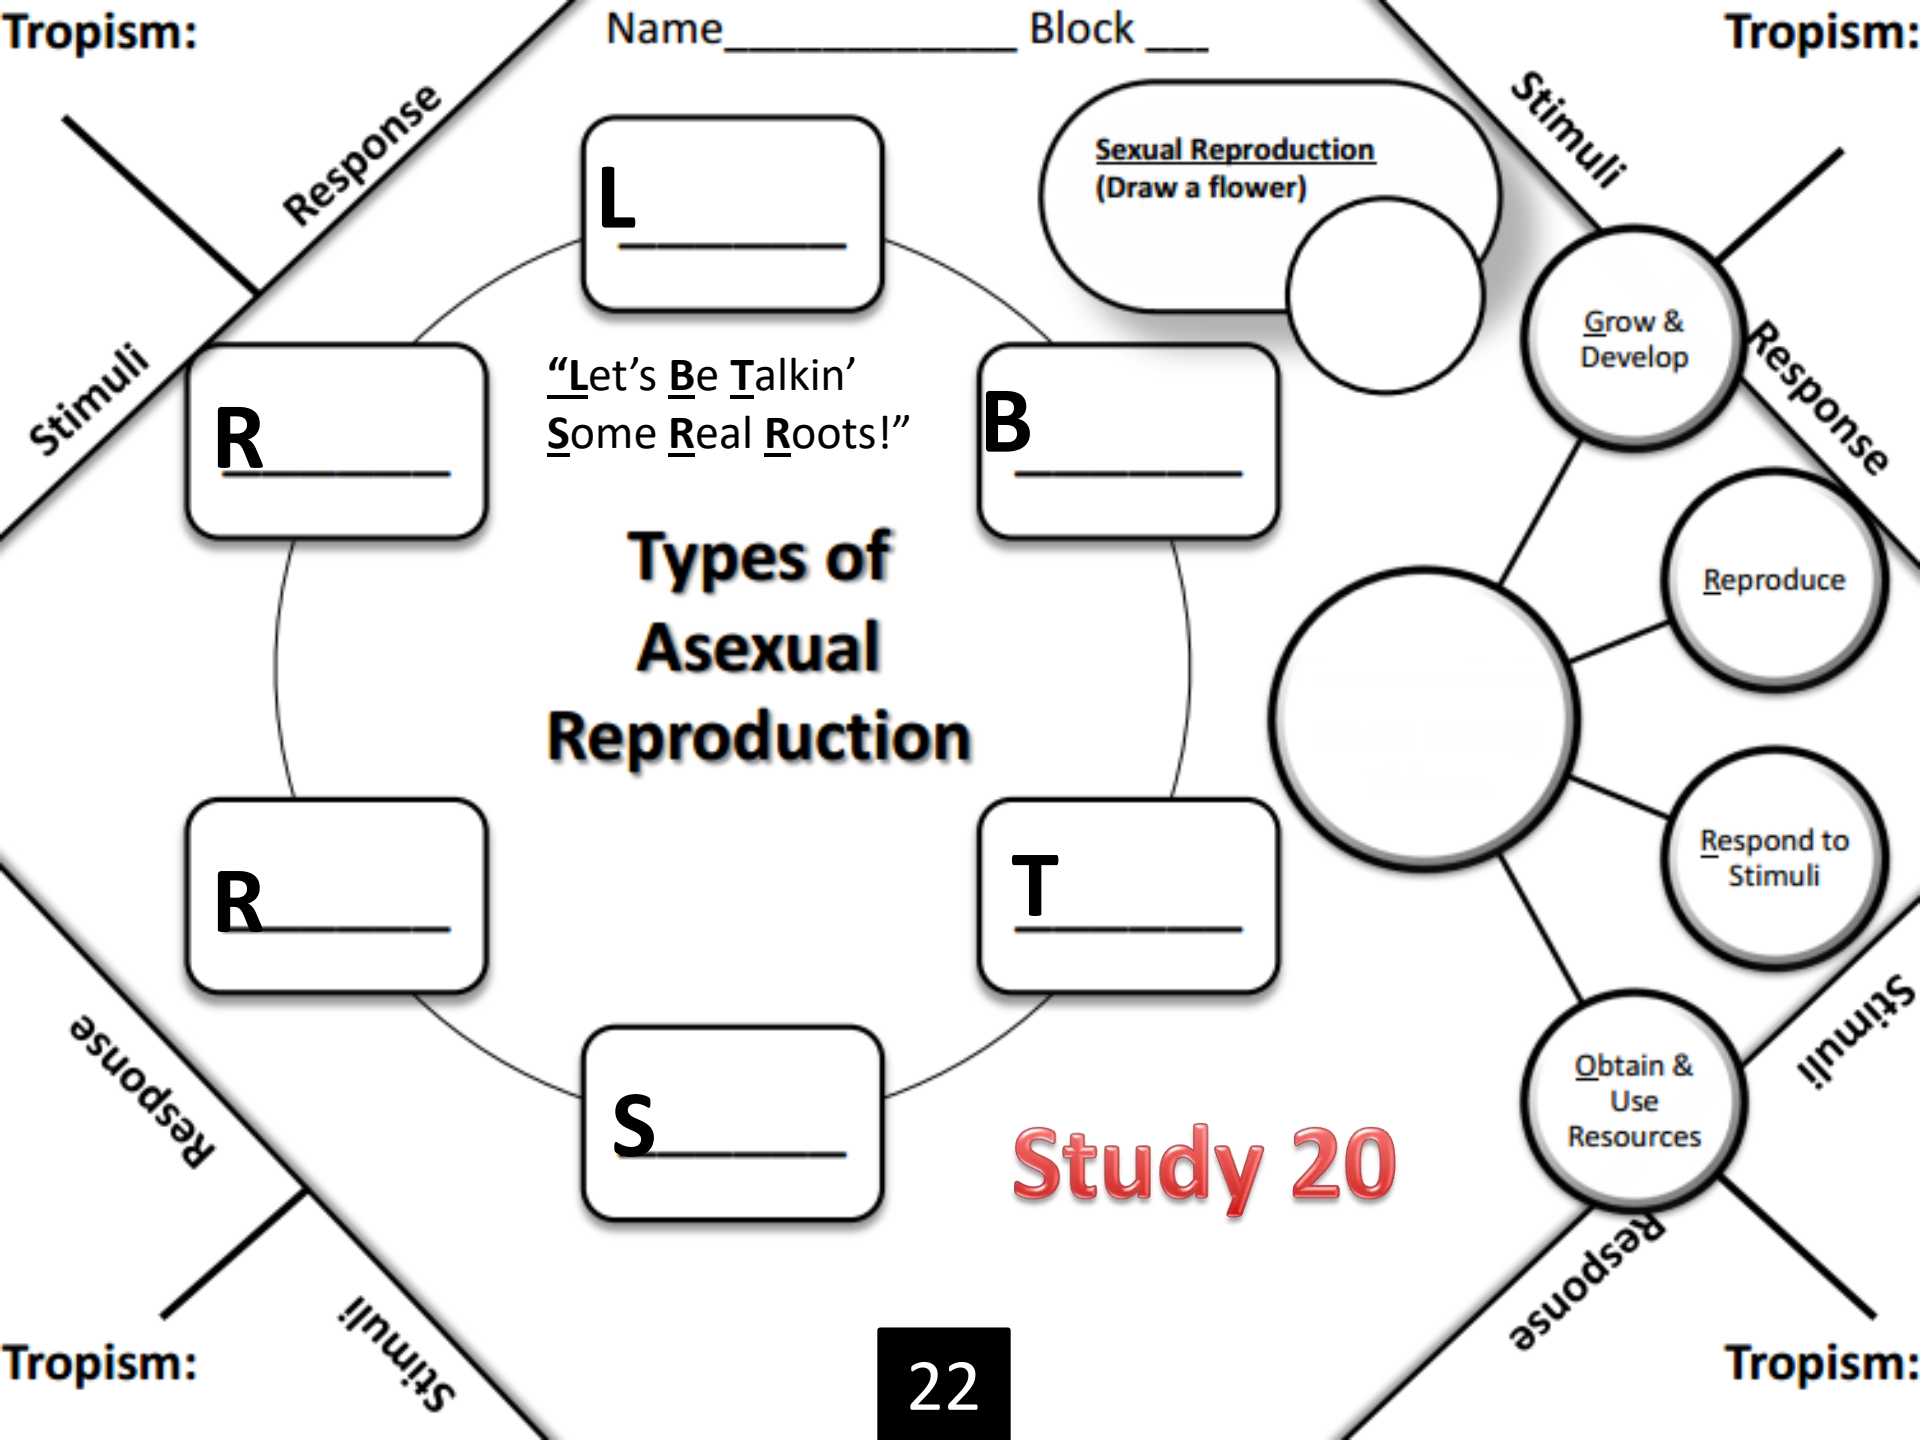 Tropism:
Name____________ Block ___
Tropism:
Response
Stimuli
Stimuli
Response
Sexual Reproduction
(Draw a flower)
L______
R______
B______
“Let’s Be Talkin’
Some Real Roots!”
Types of
Asexual
Reproduction
R______
T______
S______
Grow &
Develop
Reproduce
Respond to
Stimuli
Obtain &
Use
Resources
Study 20
Response
Stimuli
Stimuli
Response
Tropism:
22
Tropism: